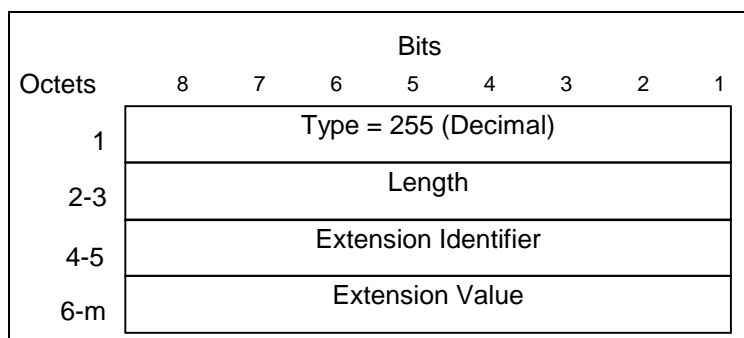 Bits
Octets 8 7 6 5 4 3 2 1
1 Type = 255 (Decimal)
2-3 Length
4-5 Extension Identifier
6-m Extension Value